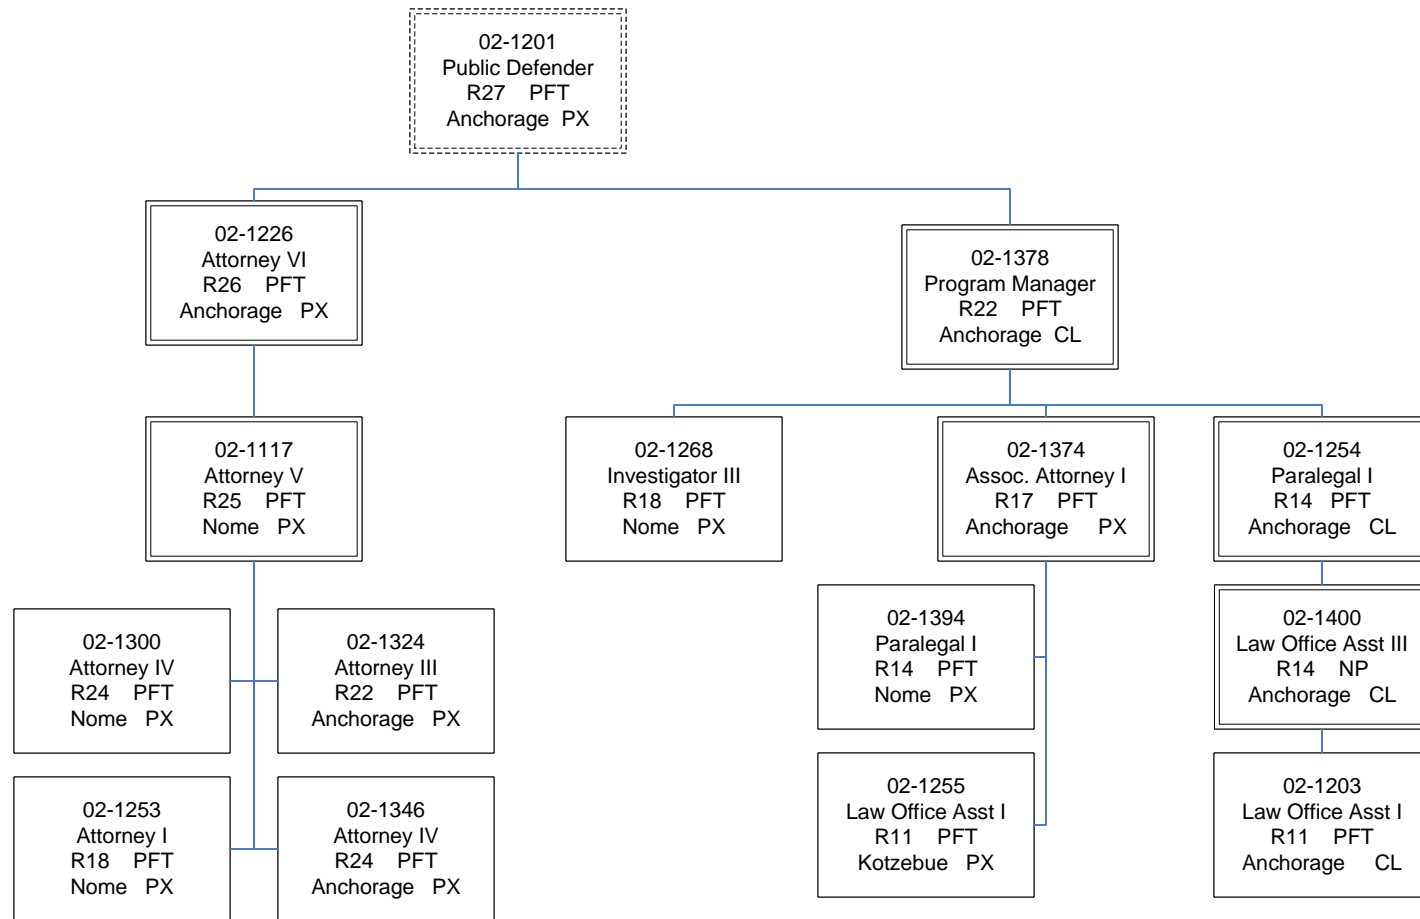 02-1201
Public Defender
R27 PFT
Anchorage PX
02-1226
Attorney VI
R26 PFT
Anchorage PX
02-1378
Program Manager
R22 PFT
Anchorage CL
02-1117
Attorney V
R25 PFT
Nome PX
02-1268
Investigator III
R18 PFT
Nome PX
02-1374
Assoc. Attorney I
R17 PFT
Anchorage PX
02-1254
Paralegal I
R14 PFT
Anchorage CL
02-1300
Attorney IV
R24 PFT
Nome PX
02-1324
Attorney III
R22 PFT
Anchorage PX
02-1394
Paralegal I
R14 PFT
Nome PX
02-1400
Law Office Asst III
R14 NP
Anchorage CL
02-1253
Attorney I
R18 PFT
Nome PX
02-1346
Attorney IV
R24 PFT
Anchorage PX
02-1255
Law Office Asst I
R11 PFT
Kotzebue PX
02-1203
Law Office Asst I
R11 PFT
Anchorage CL